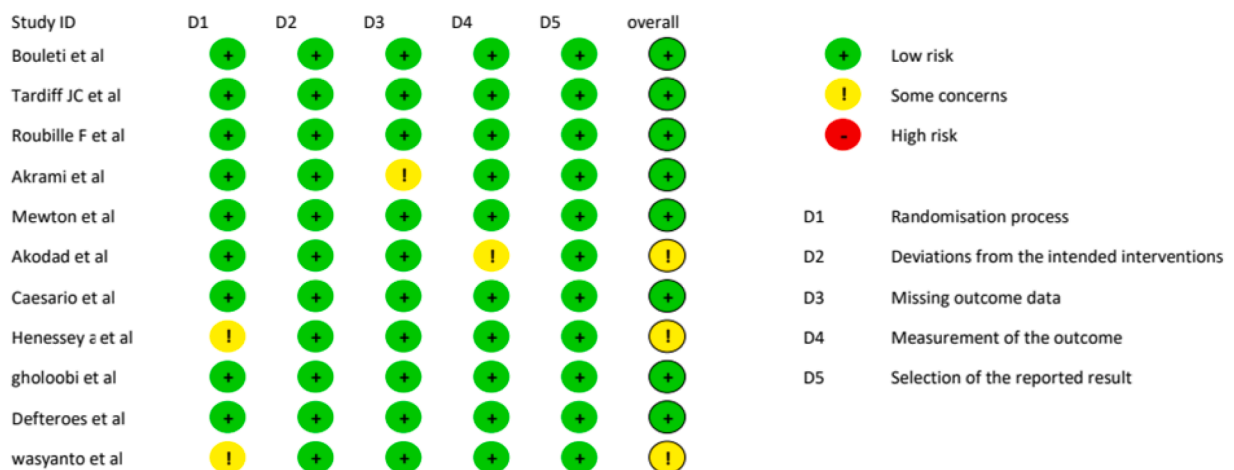 Study ID D1 D2 D3 D4 D5 overall
Bouleti et al + + + + + + + Low risk
Tardiff JC et al + + + + + + ! Some concerns
Roubille F et al + + + + + + - High risk
Akrami et al + + ! + + +
Mewton et al + + + + + + D1 Randomisation process
Akodad et al + + + ! + ! D2 Deviations from the intended interventions
Caesario et al + + + + + + D3 Missing outcome data
Henessey a et al ! + + + + ! D4 Measurement of the outcome
gholoobi et al + + + + + + D5 Selection of the reported result
Defteroes et al + + + + + +
wasyanto et al ! + + + + !